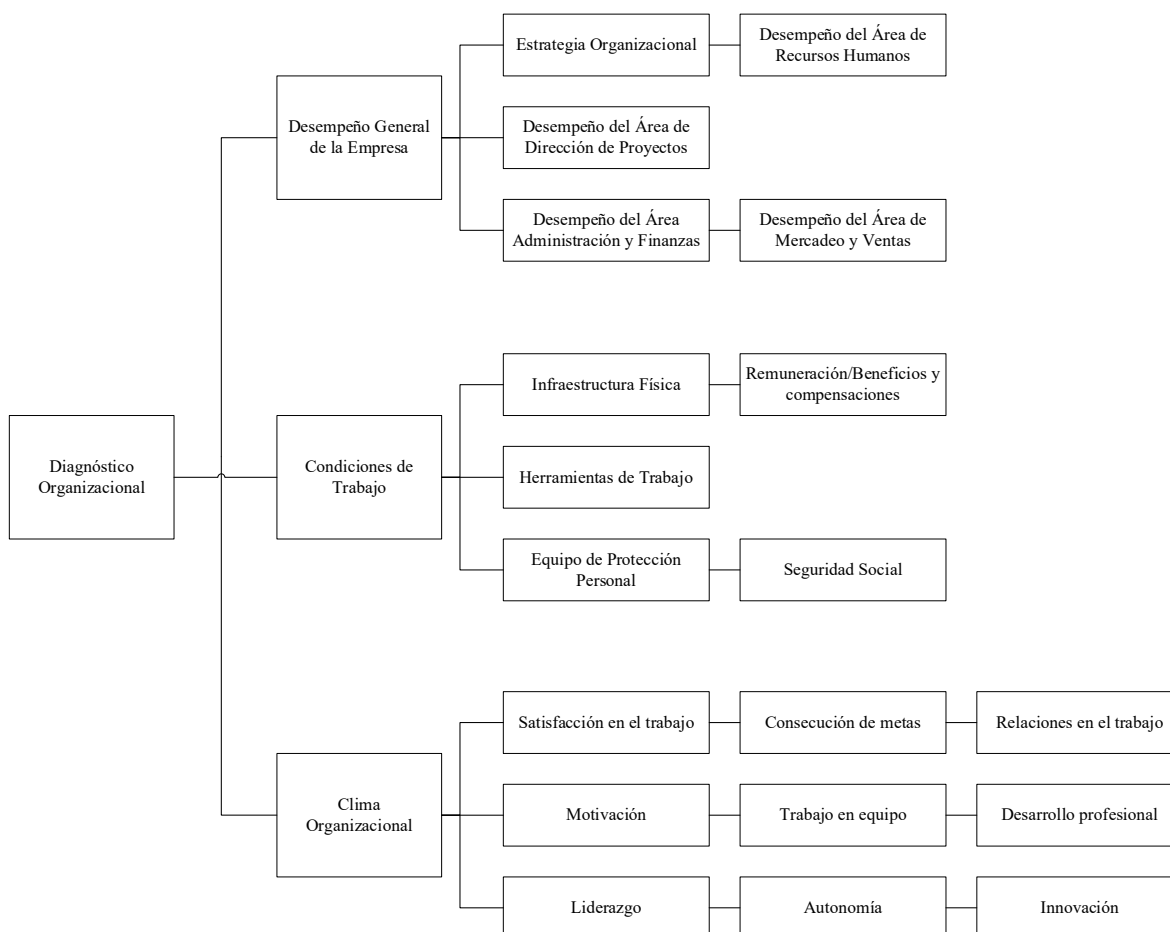 Estrategia Organizacional
Desempeño del Área de
Recursos Humanos
Desempeño General
de la Empresa
Desempeño del Área de
Dirección de Proyectos
Desempeño del Área
Administración y Finanzas
Desempeño del Área de
Mercadeo y Ventas
Diagnóstico
Organizacional
Condiciones de
Trabajo
Infraestructura Física
Remuneración/Beneficios y
compensaciones
Herramientas de Trabajo
Equipo de Protección
Personal
Seguridad Social
Clima
Organizacional
Satisfacción en el trabajo
Consecución de metas
Relaciones en el trabajo
Motivación
Trabajo en equipo
Desarrollo profesional
Liderazgo
Autonomía
Innovación